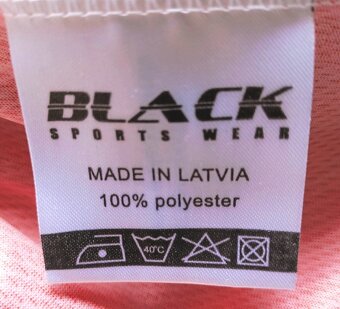 BLACK
SPORTS WEAR
MADE IN LATVIA
100% polyester
40°C